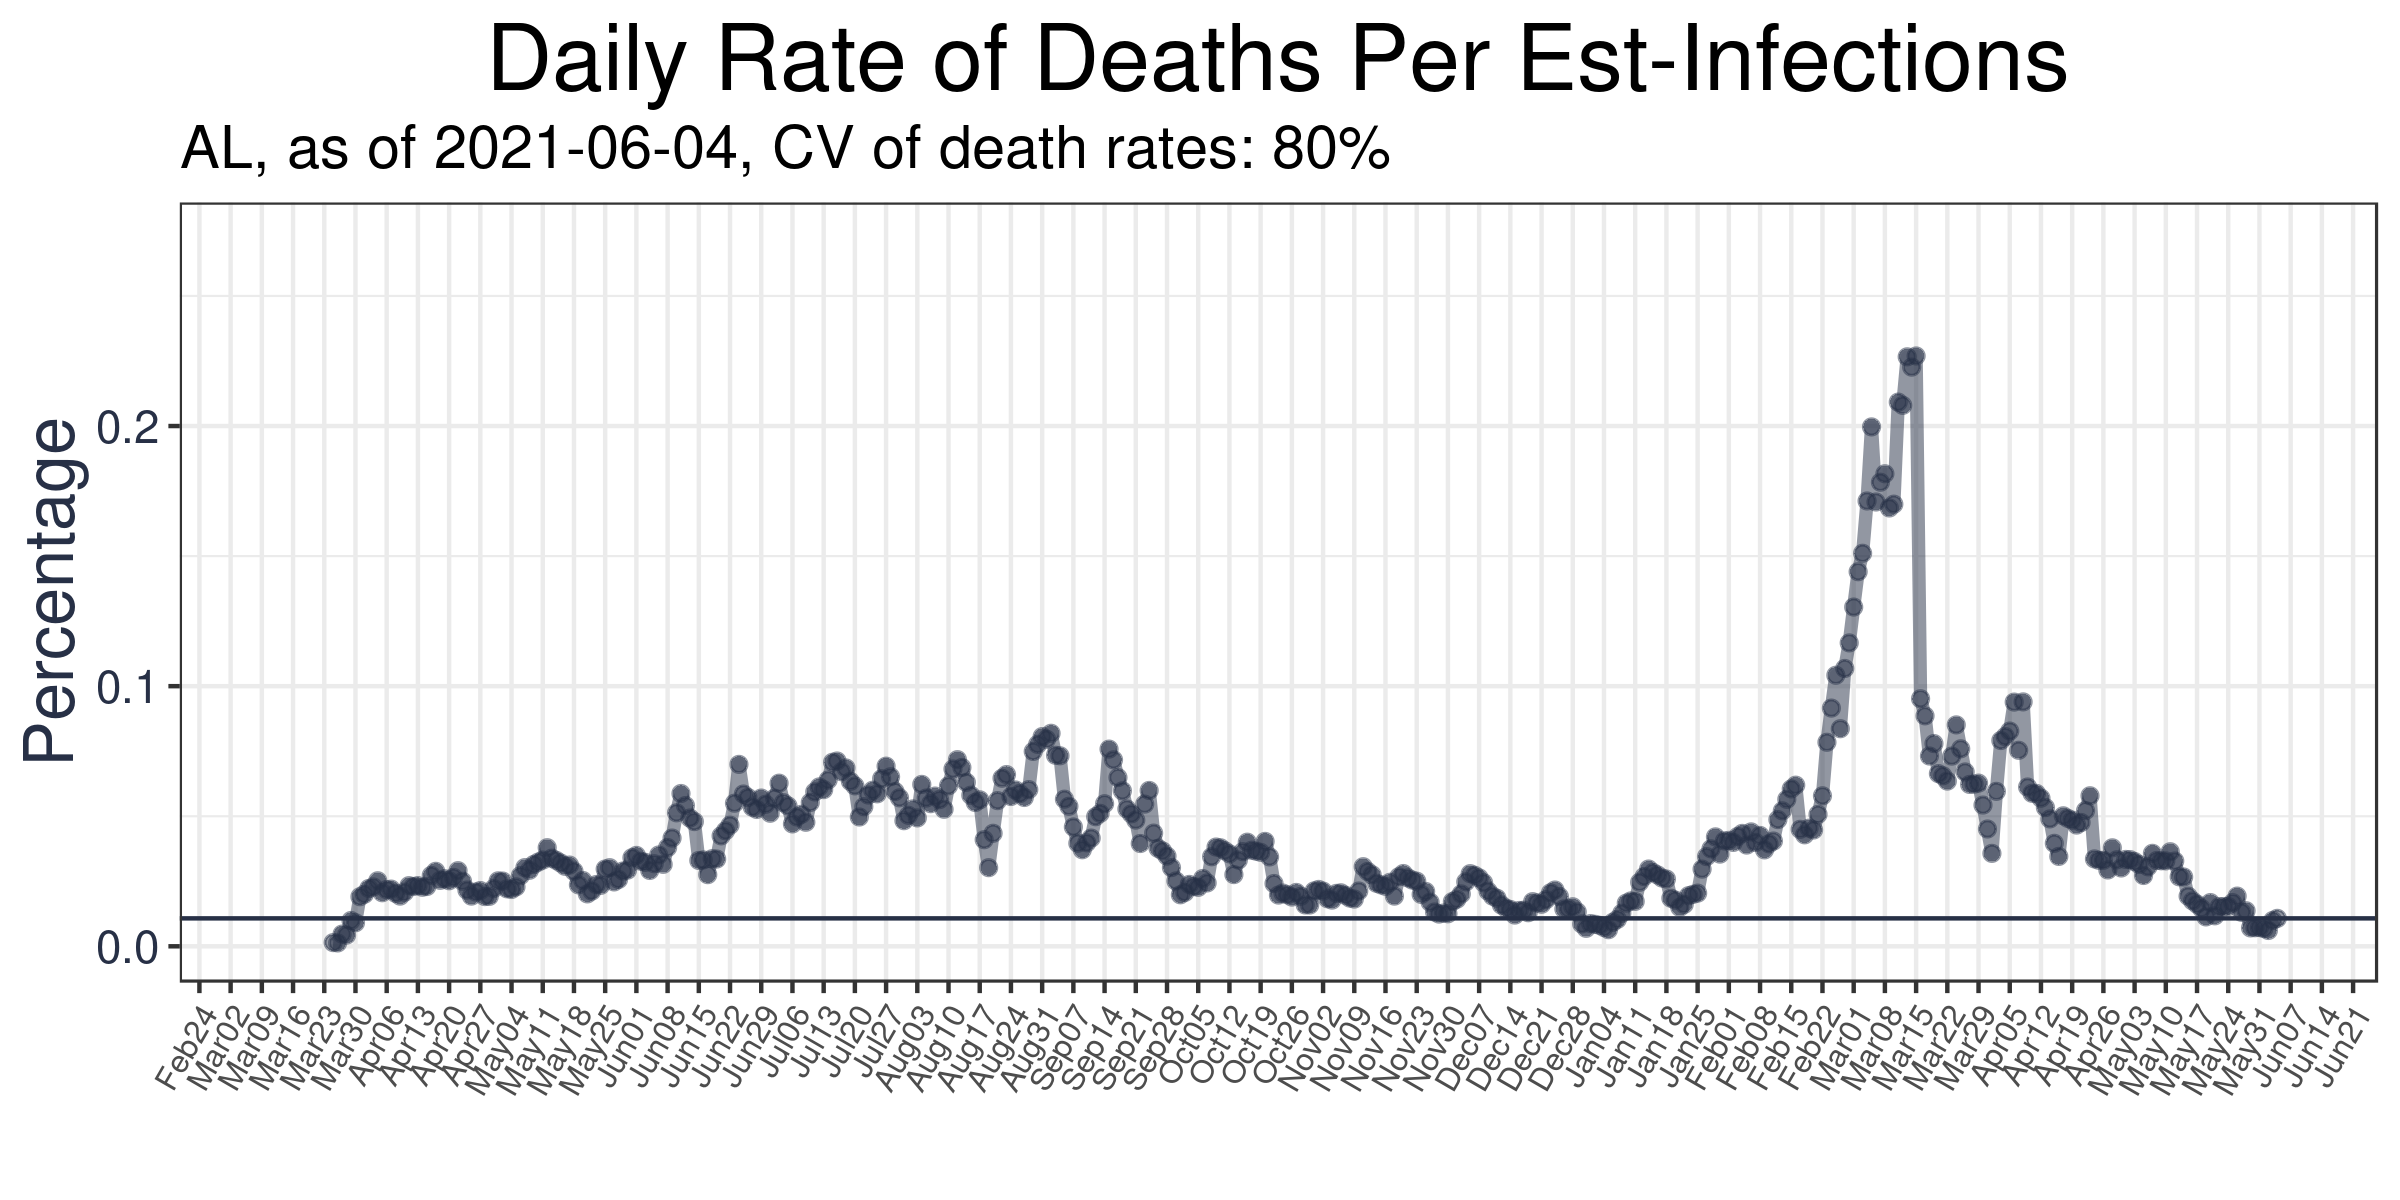 Daily Rate of Deaths Per Est-Infections
AL, as of 2021-06-04, CV of death rates: 80%
Percentage
0.2
0.1
0.0
Feb24
Mar02
Mar09
Mar16
Mar23
Mar30
Apr06
Apr13
Apr20
Apr27
May04
May11
May18
May25
Jun01
Jun08
Jun15
Jun22
Jun29
Jul06
Jul13
Jul20
Jul27
Aug03
Aug10
Aug17
Aug24
Aug31
Sep07
Sep14
Sep21
Sep28
Oct05
Oct12
Oct19
Oct26
Nov02
Nov09
Nov16
Nov23
Nov30
Dec07
Dec14
Dec21
Dec28
Jan04
Jan11
Jan18
Jan25
Feb01
Feb08
Feb15
Feb22
Mar01
Mar08
Mar15
Mar22
Mar29
Apr05
Apr12
Apr19
Apr26
May03
May10
May17
May24
May31
Jun07
Jun14
Jun21